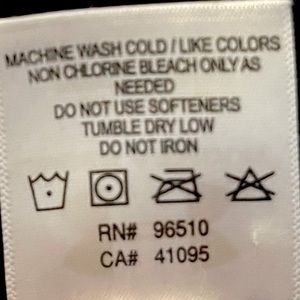 MACHINE WASH COLD / LIKE COLORS
NON CHLORINE BLEACH ONLY AS
NEEDED
DO NOT USE SOFTENERS
TUMBLE DRY LOW
DO NOT IRON
RN# 96510
CA# 41095